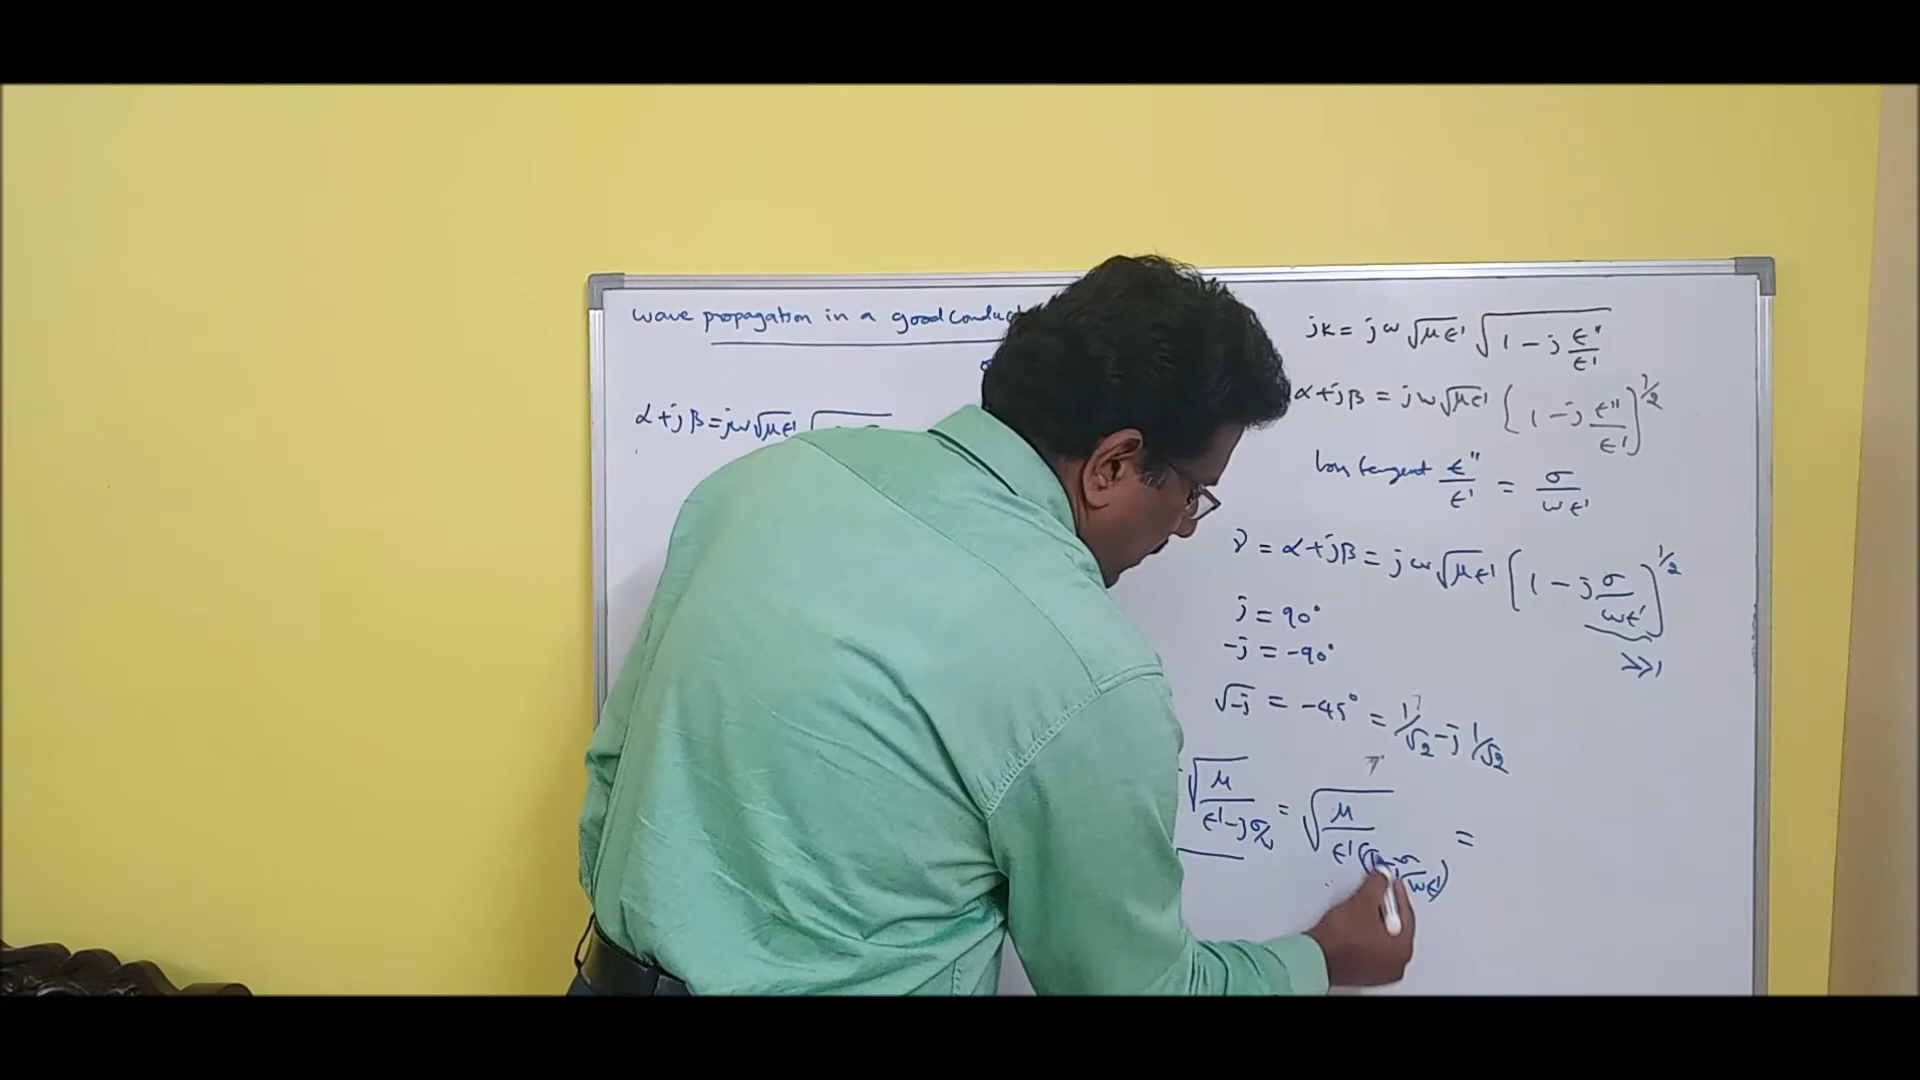 wave propagation in a good conduct
α + jβ = jω√με'
jk = jω√με' √1 - j ε''/ε'
α + jβ = jω√με' [1 - j ε''/ε']^1/2
loss tangent ε''/ε' = σ/ωε'
γ = α + jβ = jω√με' [1 - j σ/ωε']^1/2
>>1
j = 90°
-j = -90°
√-j = -45° = 1/√2 - j 1/√2
√μ/ε' - jσ/ω = √μ/ε'(1 - σ/ωε') =